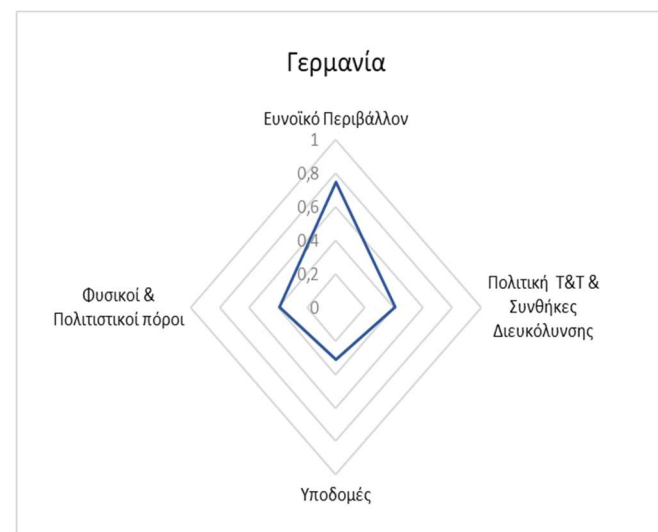 Γερμανία
Ευνοϊκό Περιβάλλον
1
0,8
0,6
0,4
0,2
0
Πολιτική Τ&Τ &
Συνθήκες
Διευκόλυνσης
Φυσικοί &
Πολιτιστικοί πόροι
Υποδομές